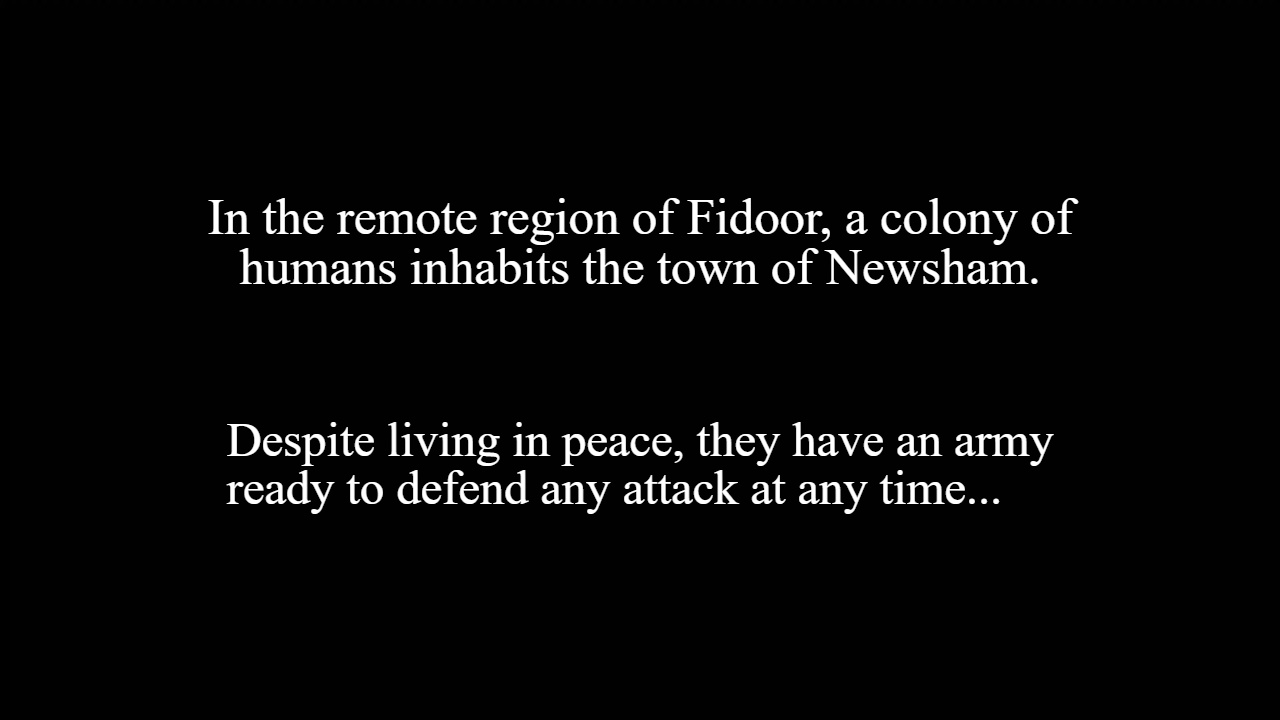 In the remote region of Fidoor, a colony of
humans inhabits the town of Newsham.
Despite living in peace, they have an army
ready to defend any attack at any time...